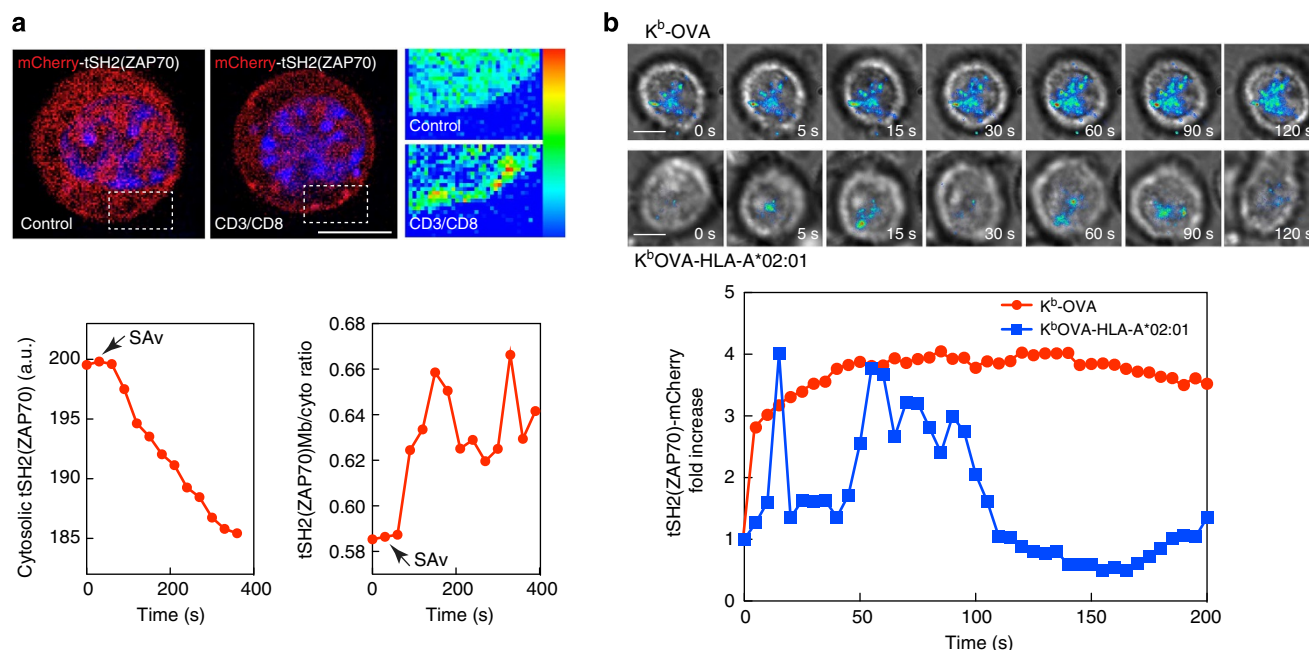 a
mCherry-tSH2(ZAP70)
mCherry-tSH2(ZAP70)
Control
CD3/CD8
Control
CD3/CD8
Cytosolic tSH2(ZAP70) (a.u.)
200
195
190
185
SAv
0 200 400
Time (s)
tSH2(ZAP70)Mb/cyto ratio
0.68
0.66
0.64
0.62
0.60
0.58
SAv
0 200 400
Time (s)
b
Kᵇ-OVA
0 s 5 s 15 s 30 s 60 s 90 s 120 s
0 s 5 s 15 s 30 s 60 s 90 s 120 s
KᵇOVA-HLA-A*02:01
tSH2(ZAP70)-mCherry
fold increase
5
4
3
2
1
0
Kᵇ-OVA
KᵇOVA-HLA-A*02:01
0 50 100 150 200
Time (s)